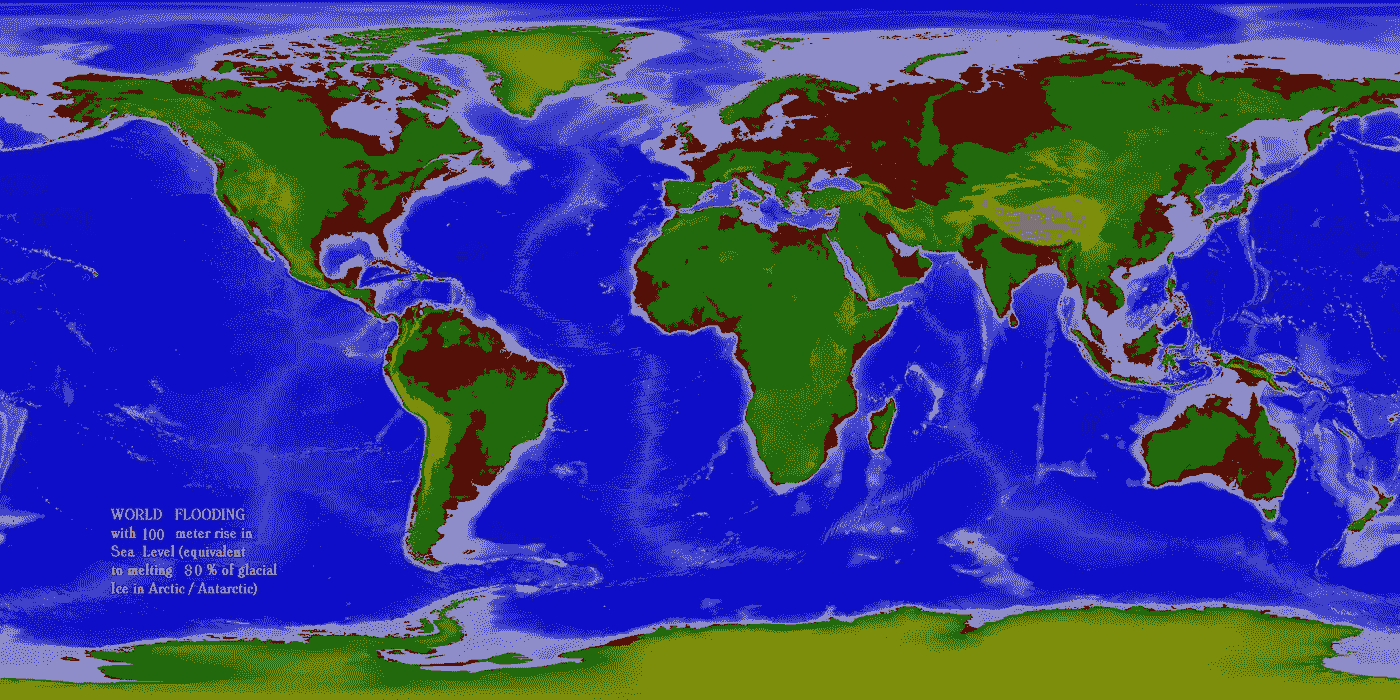 WORLD FLOODING
with 100 meter rise in
Sea Level (equivalent
to melting 80 % of glacial
Ice in Arctic / Antarctic)